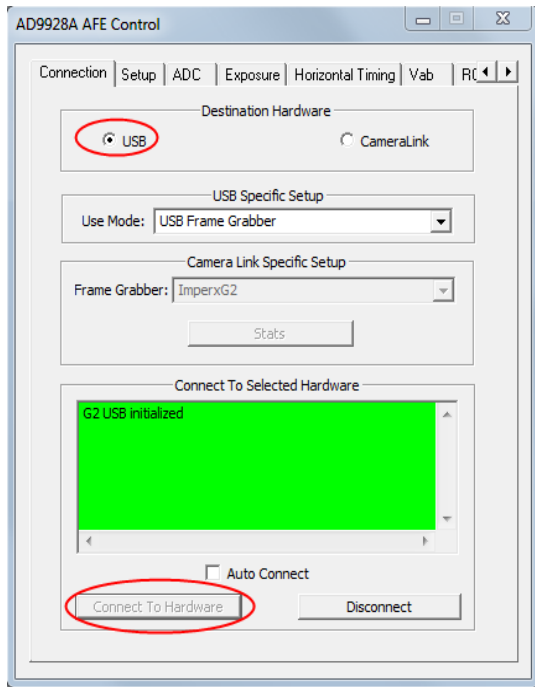 AD9928A AFE Control
Connection Setup ADC Exposure Horizontal Timing Vab
Destination Hardware
USB CameraLink
USB Specific Setup
Use Mode: USB Frame Grabber
Camera Link Specific Setup
Frame Grabber: ImperxG2
Stats
Connect To Selected Hardware
G2 USB initialized
Auto Connect
Connect To Hardware Disconnect